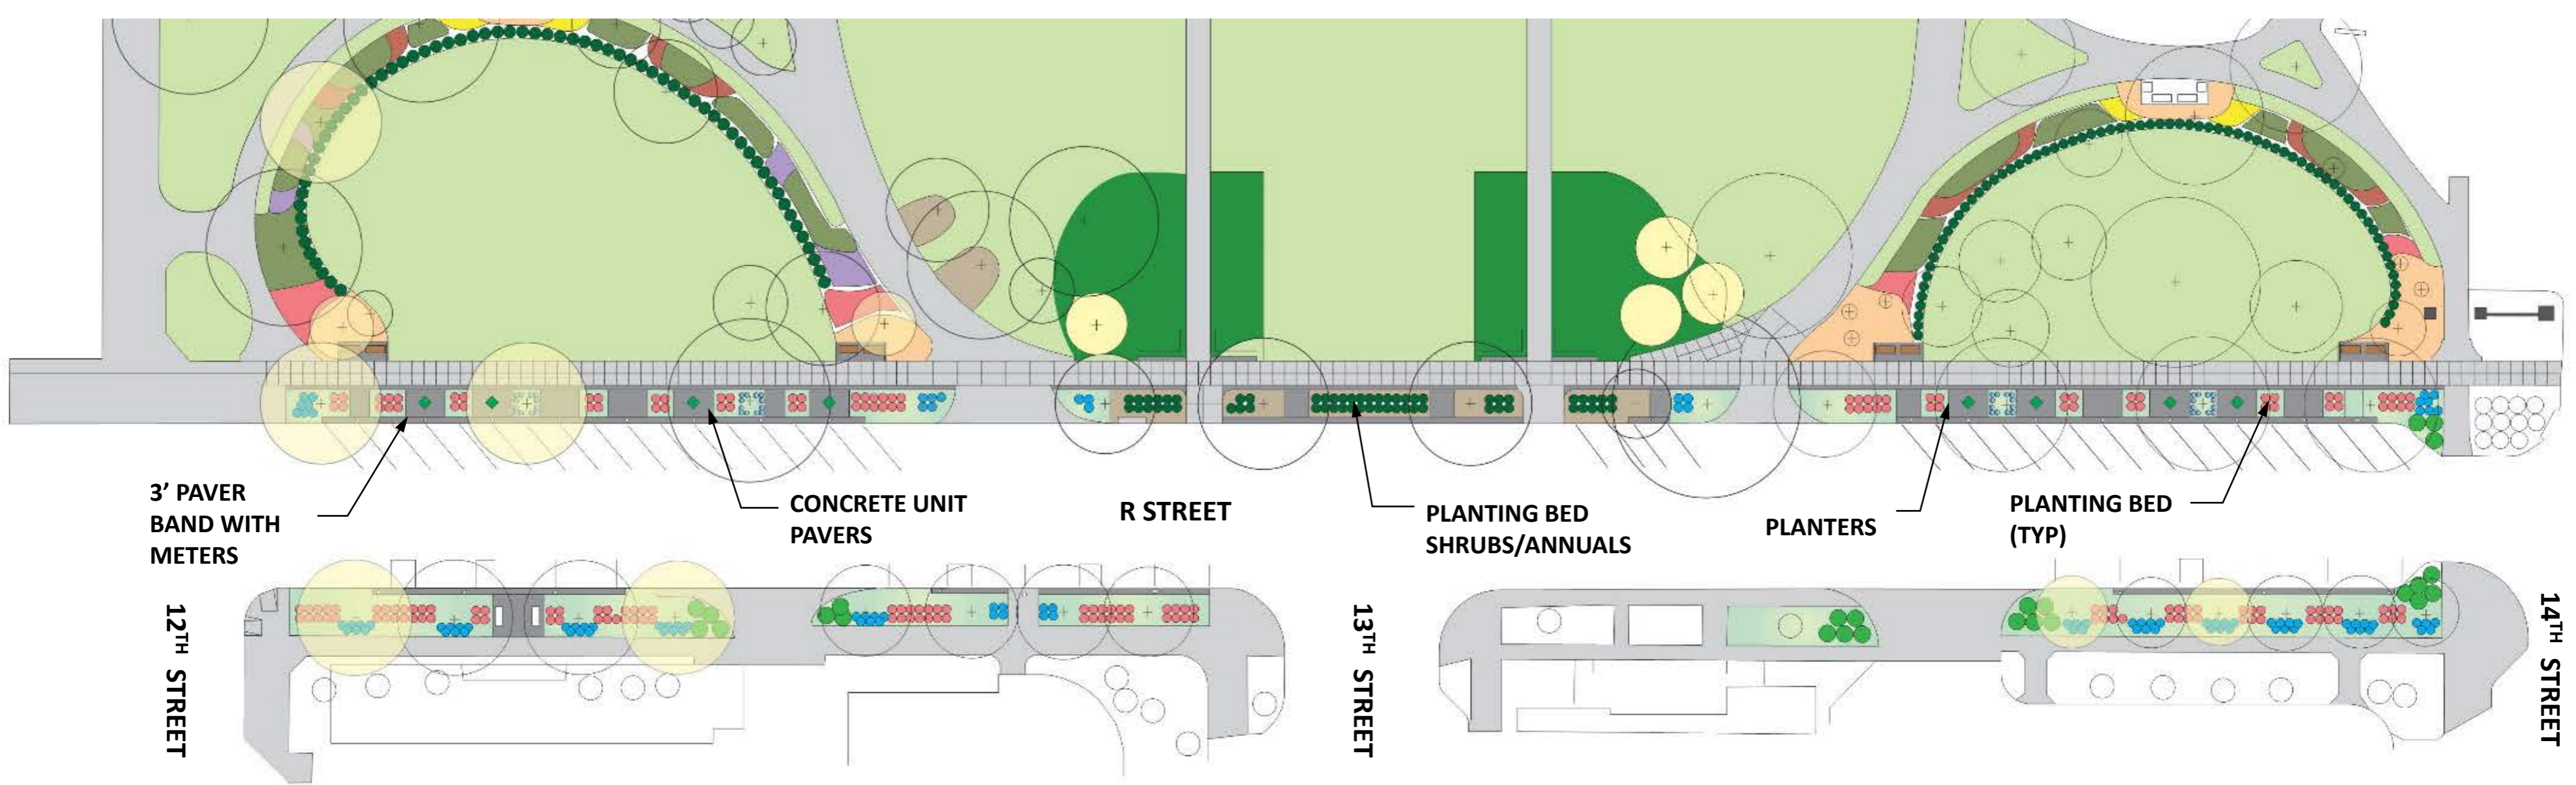 3' PAVER
BAND WITH
METERS
CONCRETE UNIT
PAVERS
R STREET
PLANTING BED
SHRUBS/ANNUALS
PLANTERS
PLANTING BED
(TYP)
12TH STREET
13TH STREET
14TH STREET